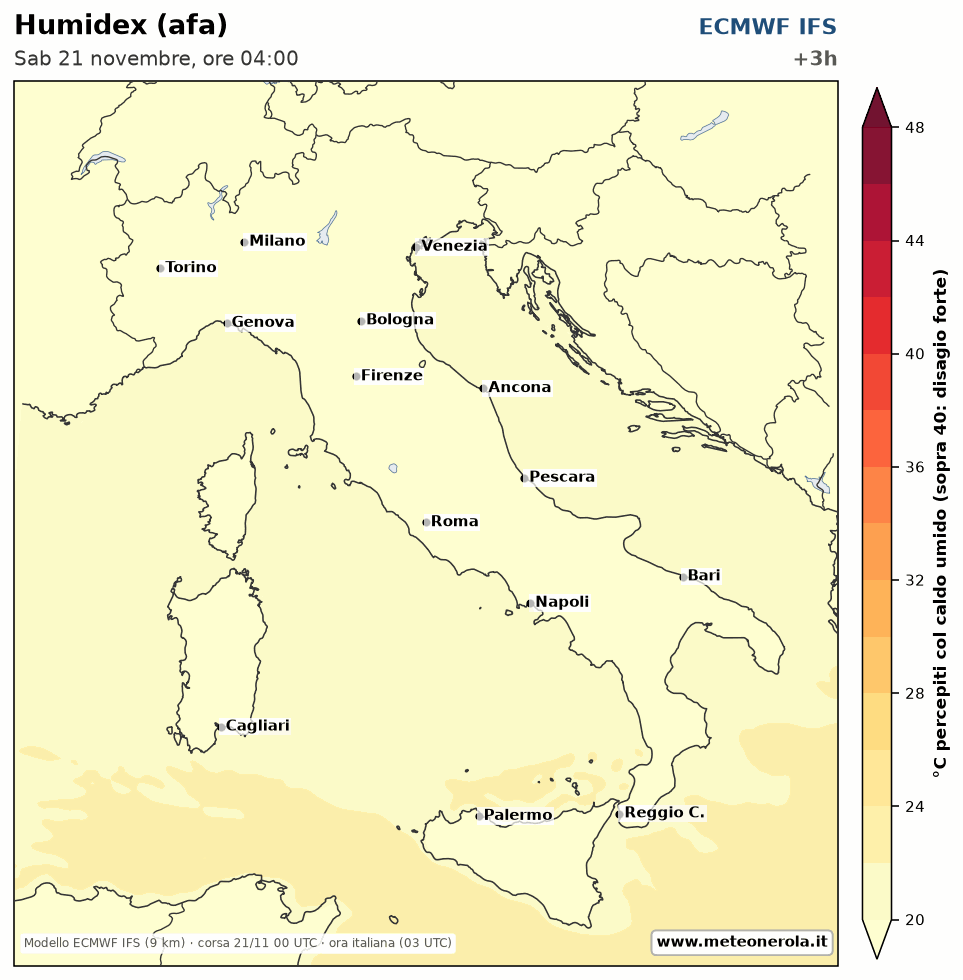 Humidex (afa)
ECMWF IFS
Sab 21 novembre, ore 04:00
+3h
48
44
40
36
32
28
24
20
°C percepiti col caldo umido (sopra 40: disagio forte)
Milano
Venezia
Torino
Genova
Bologna
Firenze
Ancona
Pescara
Roma
Bari
Napoli
Cagliari
Palermo
Reggio C.
Modello ECMWF IFS (9 km) · corsa 21/11 00 UTC · ora italiana (03 UTC)
www.meteonerola.it